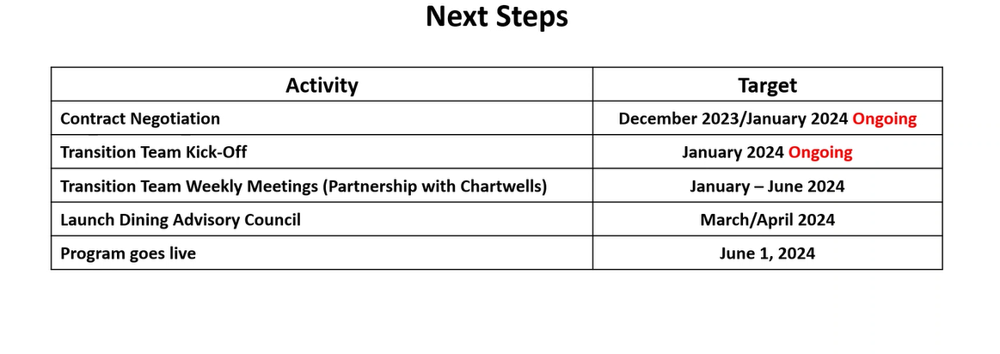 Next Steps
Activity Target
Contract Negotiation December 2023/January 2024 Ongoing
Transition Team Kick-Off January 2024 Ongoing
Transition Team Weekly Meetings (Partnership with Chartwells) January – June 2024
Launch Dining Advisory Council March/April 2024
Program goes live June 1, 2024